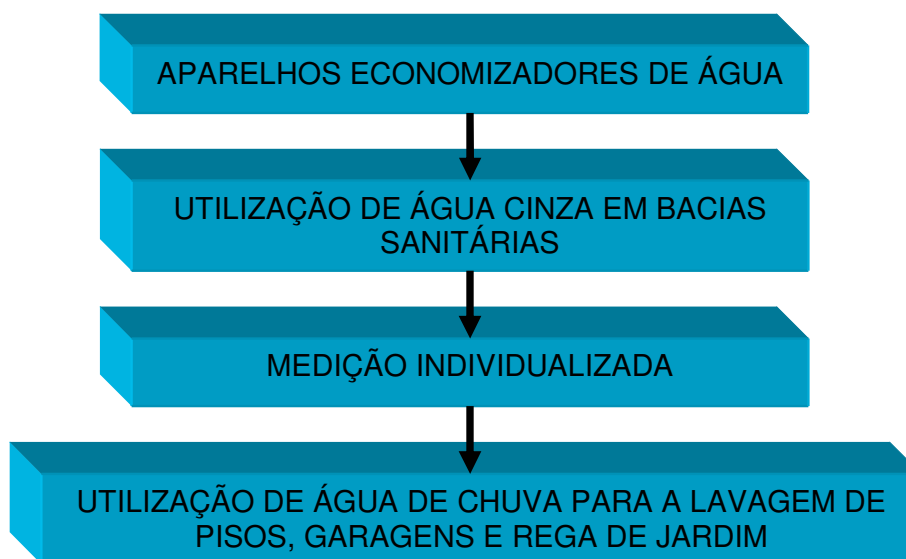 APARELHOS ECONOMIZADORES DE ÁGUA
UTILIZAÇÃO DE ÁGUA CINZA EM BACIAS
SANITÁRIAS
MEDIÇÃO INDIVIDUALIZADA
UTILIZAÇÃO DE ÁGUA DE CHUVA PARA A LAVAGEM DE
PISOS, GARAGENS E REGA DE JARDIM